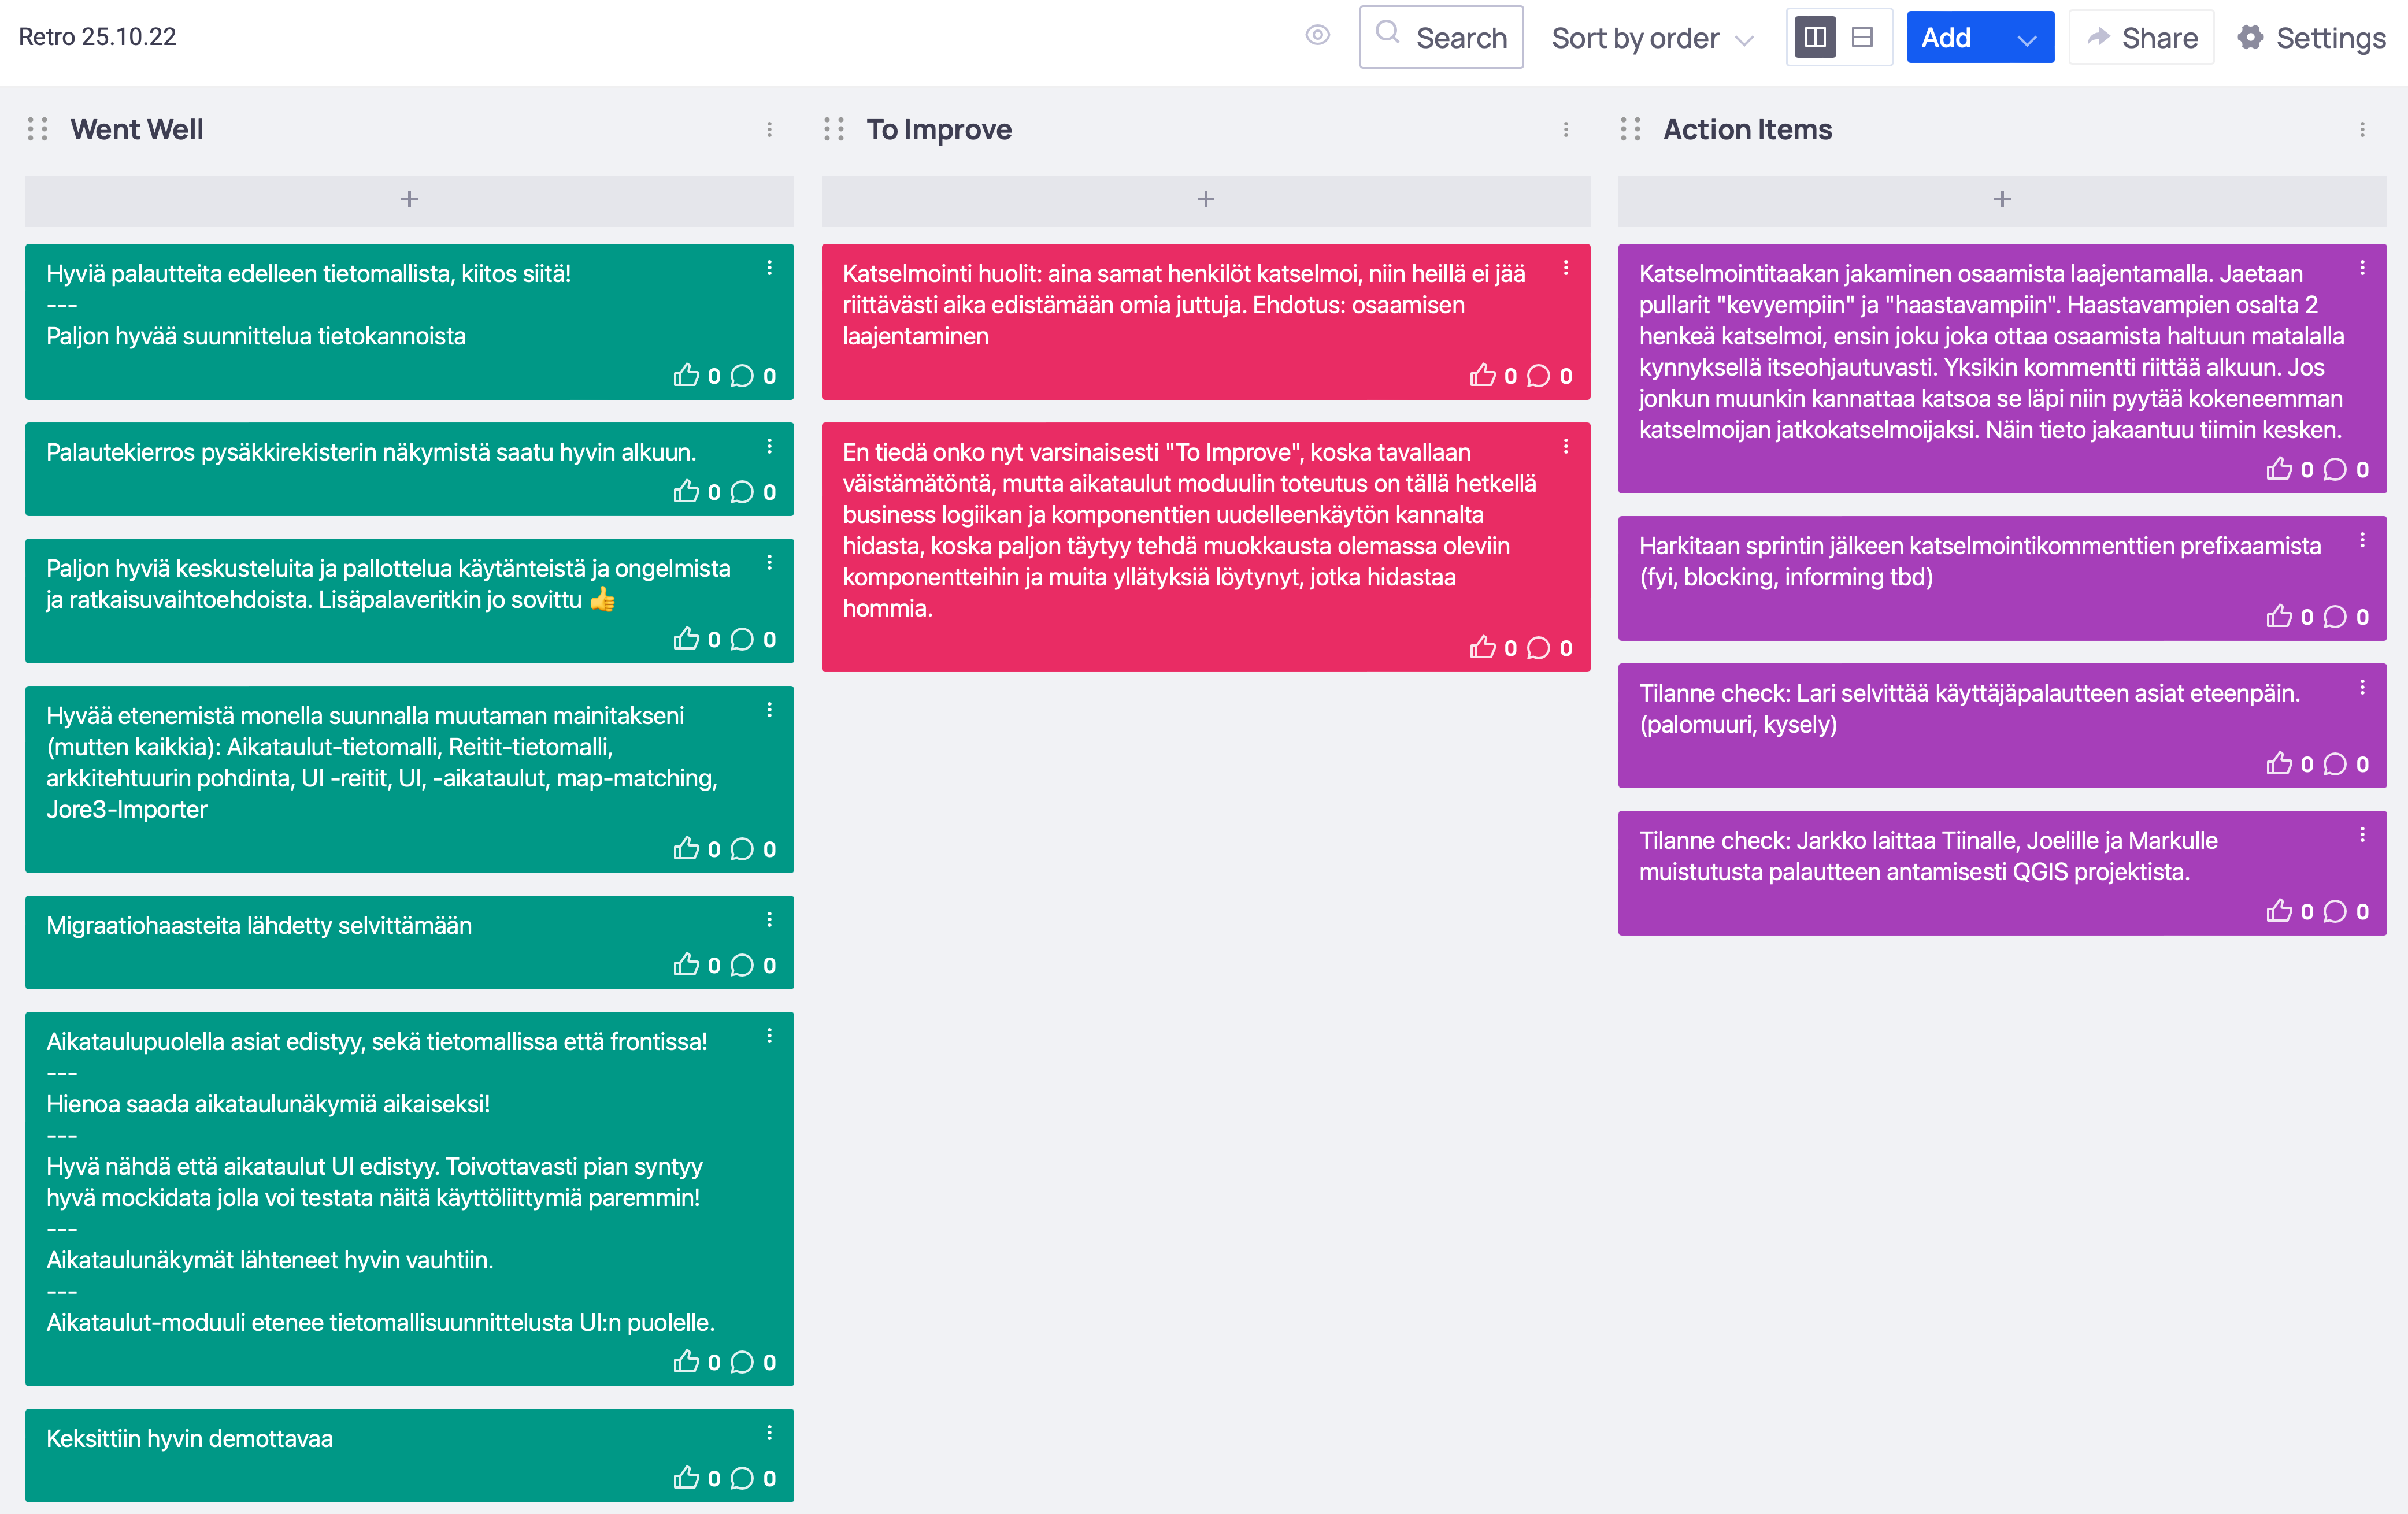 Retro 25.10.22
Search
Sort by order
Add
Share
Settings
Went Well
+
Hyviä palautteita edelleen tietomallista, kiitos siitä!
---
Paljon hyvää suunnittelua tietokannoista
0 0
Palautekierros pysäkkirekisterin näkymistä saatu hyvin alkuun.
0 0
Paljon hyviä keskusteluita ja pallottelua käytänteistä ja ongelmista
ja ratkaisuvaihtoehdoista. Lisäpalaveritkin jo sovittu 👍
0 0
Hyvää etenemistä monella suunnalla muutaman mainitakseni
(mutten kaikkia): Aikataulut-tietomalli, Reitit-tietomalli,
arkkitehtuurin pohdinta, UI -reitit, UI, -aikataulut, map-matching,
Jore3-Importer
0 0
Migraatiohaasteita lähdetty selvittämään
0 0
Aikataulupuolella asiat edistyy, sekä tietomallissa että frontissa!
---
Hienoa saada aikataulunäkymiä aikaiseksi!
---
Hyvä nähdä että aikataulut UI edistyy. Toivottavasti pian syntyy
hyvä mockidata jolla voi testata näitä käyttöliittymiä paremmin!
---
Aikataulunäkymät lähteneet hyvin vauhtiin.
---
Aikataulut-moduuli etenee tietomallisuunnittelusta UI:n puolelle.
0 0
Keksittiin hyvin demottavaa
0 0
To Improve
+
Katselmointi huolit: aina samat henkilöt katselmoi, niin heillä ei jää
riittävästi aika edistämään omia juttuja. Ehdotus: osaamisen
laajentaminen
0 0
En tiedä onko nyt varsinaisesti "To Improve", koska tavallaan
väistämätöntä, mutta aikataulut moduulin toteutus on tällä hetkellä
business logiikan ja komponenttien uudelleenkäytön kannalta
hidasta, koska paljon täytyy tehdä muokkausta olemassa oleviin
komponentteihin ja muita yllätyksiä löytynyt, jotka hidastaa
hommia.
0 0
Action Items
+
Katselmointitaakan jakaminen osaamista laajentamalla. Jaetaan
pullarit "kevyempiin" ja "haastavampiin". Haastavampien osalta 2
henkeä katselmoi, ensin joku joka ottaa osaamista haltuun matalalla
kynnyksellä itseohjautuvasti. Yksikin kommentti riittää alkuun. Jos
jonkun muunkin kannattaa katsoa se läpi niin pyytää kokeneemman
katselmoijan jatkokatselmoijaksi. Näin tieto jakaantuu tiimin kesken.
0 0
Harkitaan sprintin jälkeen katselmointikommenttien prefixaamista
(fyi, blocking, informing tbd)
0 0
Tilanne check: Lari selvittää käyttäjäpalautteen asiat eteenpäin.
(palomuuri, kysely)
0 0
Tilanne check: Jarkko laittaa Tiinalle, Joelille ja Markulle
muistutusta palautteen antamisesti QGIS projektista.
0 0